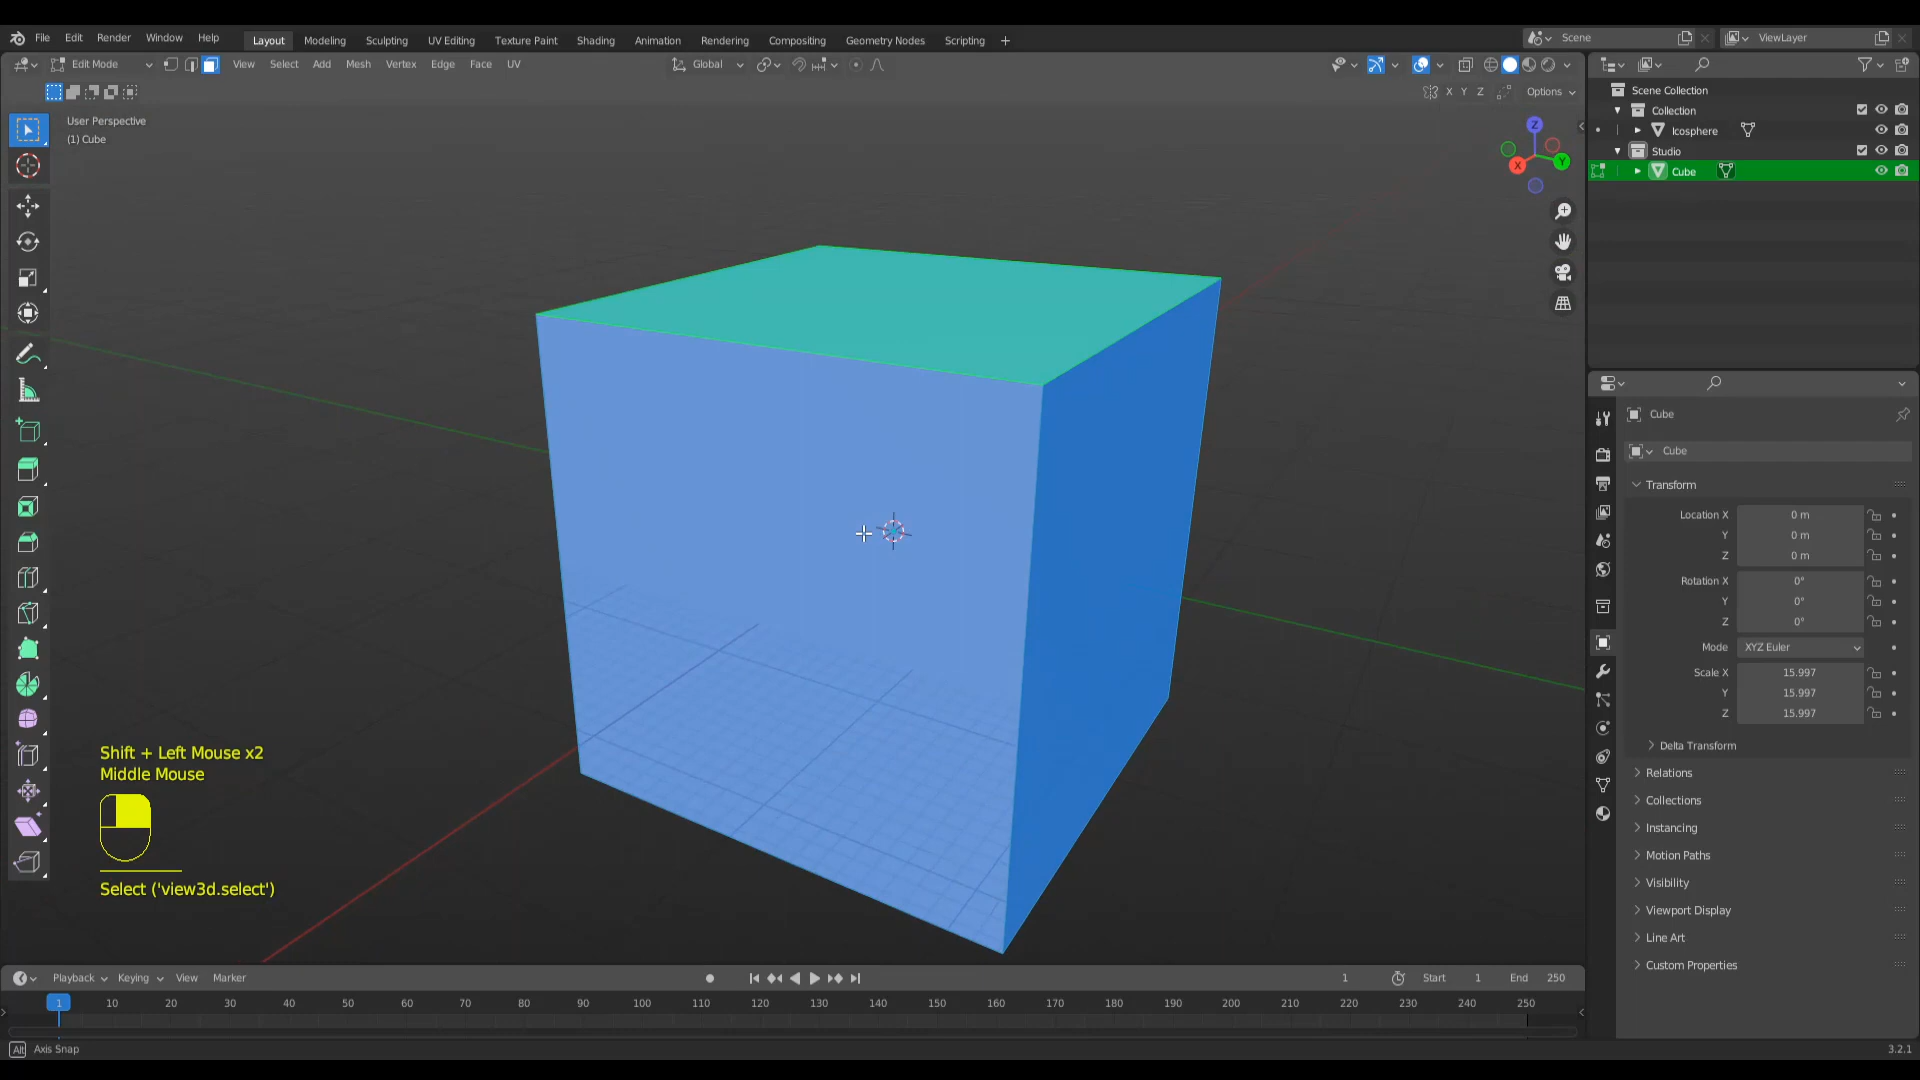 File Edit Render Window Help Layout Modeling Sculpting UV Editing Texture Paint Shading Animation Rendering Compositing Geometry Nodes Scripting + Scene ViewLayer
Edit Mode View Select Add Mesh Vertex Edge Face UV Global
X Y Z Options
User Perspective
(1) Cube
Z
X
Y
Scene Collection
Collection
Icosphere
Studio
Cube
Cube
Cube
Transform
Location X 0 m
Y 0 m
Z 0 m
Rotation X 0°
Y 0°
Z 0°
Mode XYZ Euler
Scale X 15.997
Y 15.997
Z 15.997
Delta Transform
Relations
Collections
Instancing
Motion Paths
Visibility
Viewport Display
Line Art
Custom Properties
Shift + Left Mouse x2
Middle Mouse
Select ('view3d.select')
Playback Keying View Marker 1 Start 1 End 250
1 10 20 30 40 50 60 70 80 90 100 110 120 130 140 150 160 170 180 190 200 210 220 230 240 250
Alt Axis Snap 3.2.1